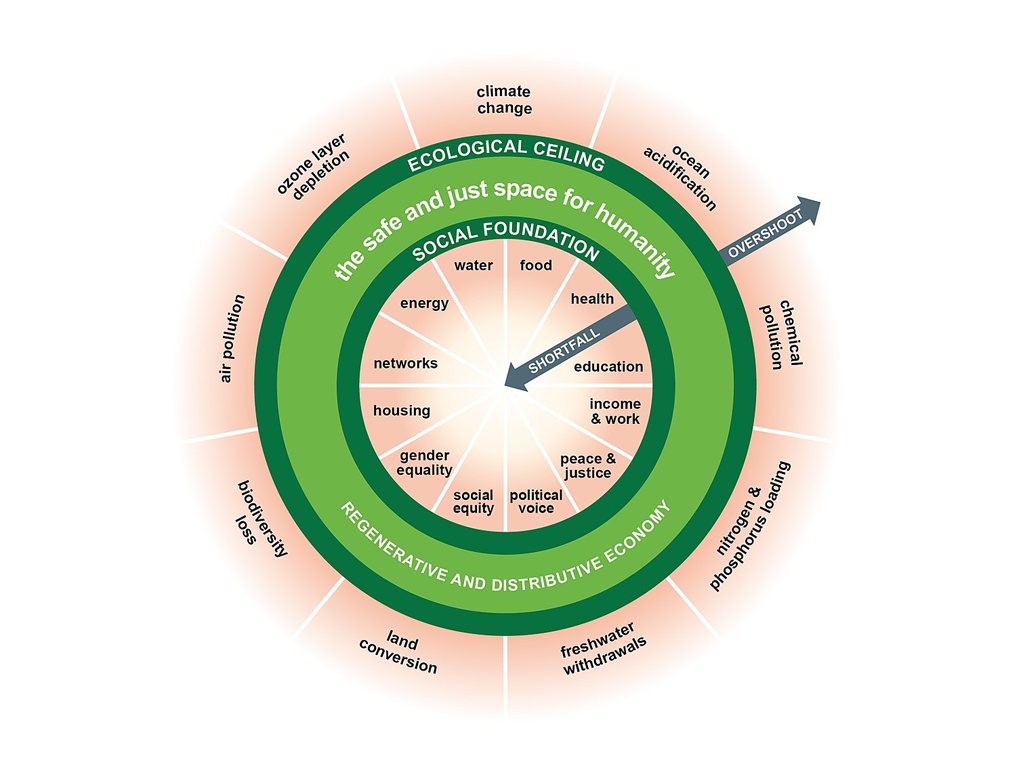 climate
change
ocean
acidification
chemical
pollution
nitrogen &
phosphorus loading
freshwater
withdrawals
land
conversion
biodiversity
loss
air pollution
ozone layer
depletion
OVERSHOOT
ECOLOGICAL CEILING
the safe and just space for humanity
SOCIAL FOUNDATION
water
food
health
SHORTFALL
education
income
& work
peace &
justice
political
voice
social
equity
gender
equality
housing
networks
energy
REGENERATIVE AND DISTRIBUTIVE ECONOMY